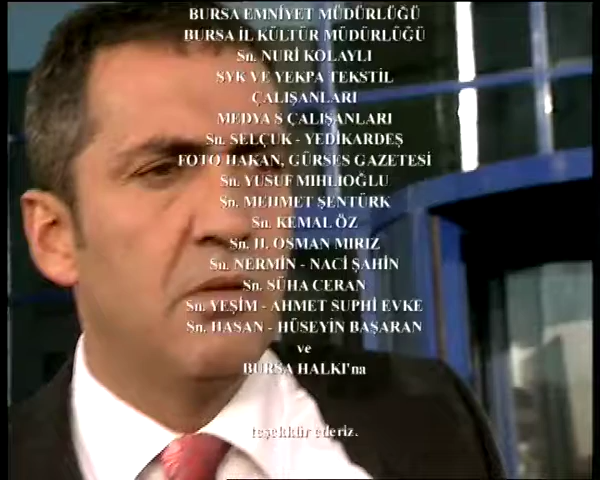 BURSA EMNİYET MÜDÜRLÜĞÜ
BURSA İL KÜLTÜR MÜDÜRLÜĞÜ
Sn. NURİ KOLAYLI
SYK VE YEKPA TEKSTİL
ÇALIŞANLARI
MEDYA S ÇALIŞANLARI
Sn. SELÇUK - YEDİKARDEŞ
FOTO HAKAN, GÜRSES GAZETESİ
Sn. YUSUF MIHLIOĞLU
Sn. MEHMET ŞENTÜRK
Sn. KEMAL ÖZ
Sn. H. OSMAN MIRIZ
Sn. NERMİN - NACİ ŞAHİN
Sn. SÜHA CERAN
Sn. YEŞİM - AHMET SUPHİ EVKE
Sn. HASAN - HÜSEYİN BAŞARAN
ve
BURSA HALKI'na
teşekkür ederiz.